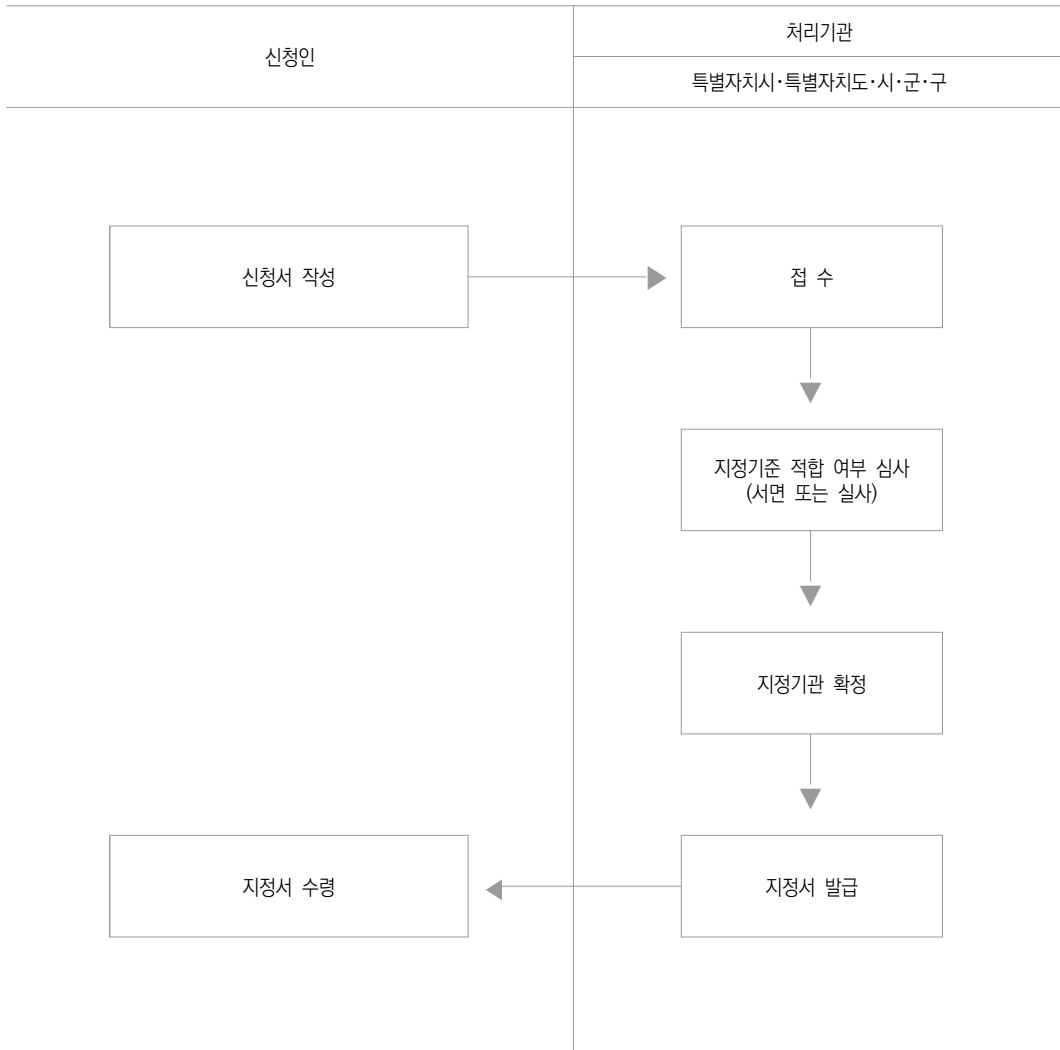 신청인
처리기관
특별자치시·특별자치도·시·군·구
신청서 작성
접 수
지정기준 적합 여부 심사
(서면 또는 실사)
지정기관 확정
지정서 수령
지정서 발급